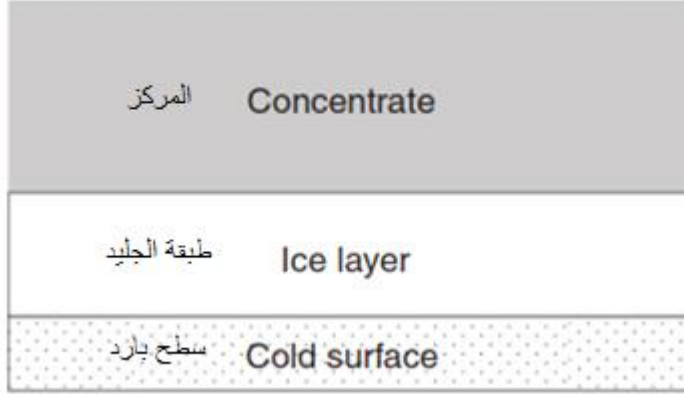 المركز Concentrate
طبقة الجليد Ice layer
سطح بارد Cold surface